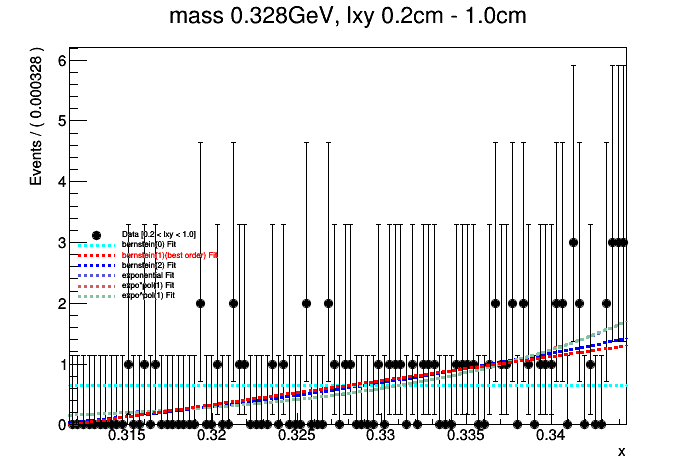 mass 0.328GeV, lxy 0.2cm - 1.0cm
Events / ( 0.000328 )
6
5
4
3
2
1
0
Data [0.2 < lxy < 1.0]
bernstein(0) Fit
bernstein(1)(best order) Fit
bernstein(2) Fit
exponential Fit
expo*pol(1) Fit
expo^pol(1) Fit
0.315 0.32 0.325 0.33 0.335 0.34
x